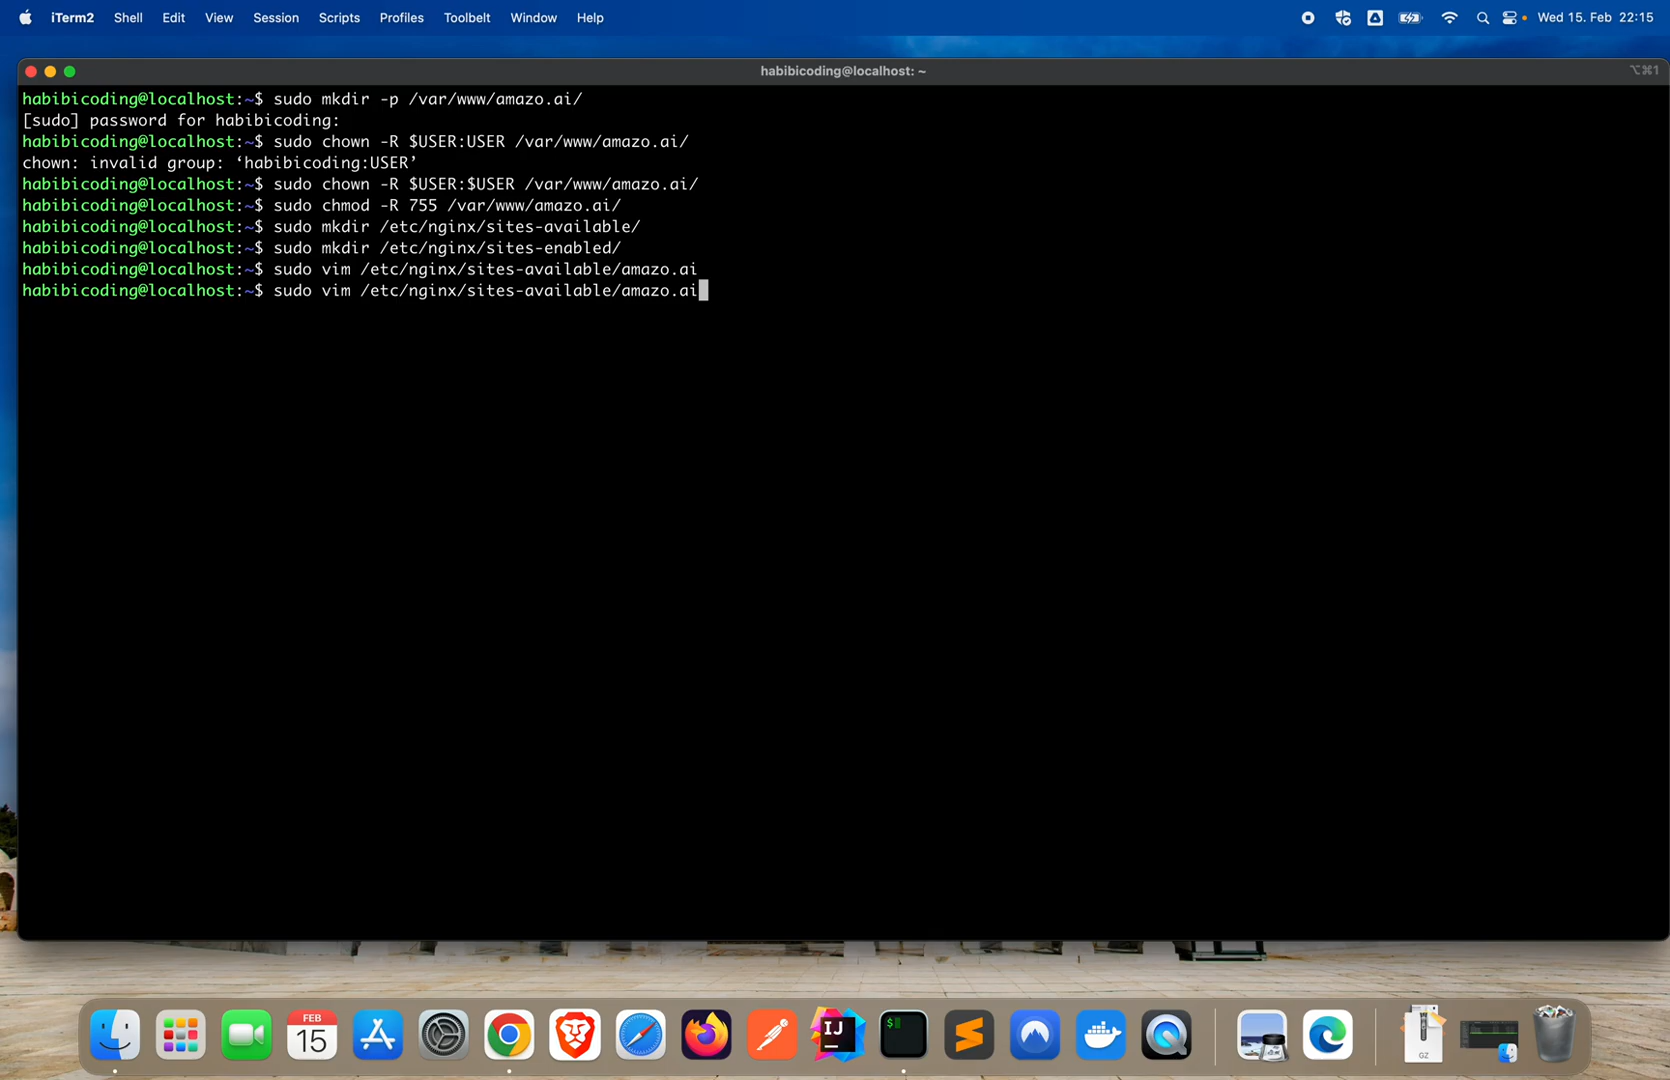 iTerm2 Shell Edit View Session Scripts Profiles Toolbelt Window Help Wed 15. Feb 22:15
habibicoding@localhost: ~ ⌥⌘1
habibicoding@localhost:~$ sudo mkdir -p /var/www/amazo.ai/
[sudo] password for habibicoding:
habibicoding@localhost:~$ sudo chown -R $USER:USER /var/www/amazo.ai/
chown: invalid group: ‘habibicoding:USER’
habibicoding@localhost:~$ sudo chown -R $USER:$USER /var/www/amazo.ai/
habibicoding@localhost:~$ sudo chmod -R 755 /var/www/amazo.ai/
habibicoding@localhost:~$ sudo mkdir /etc/nginx/sites-available/
habibicoding@localhost:~$ sudo mkdir /etc/nginx/sites-enabled/
habibicoding@localhost:~$ sudo vim /etc/nginx/sites-available/amazo.ai
habibicoding@localhost:~$ sudo vim /etc/nginx/sites-available/amazo.ai
FEB
15
IJ
$
GZ